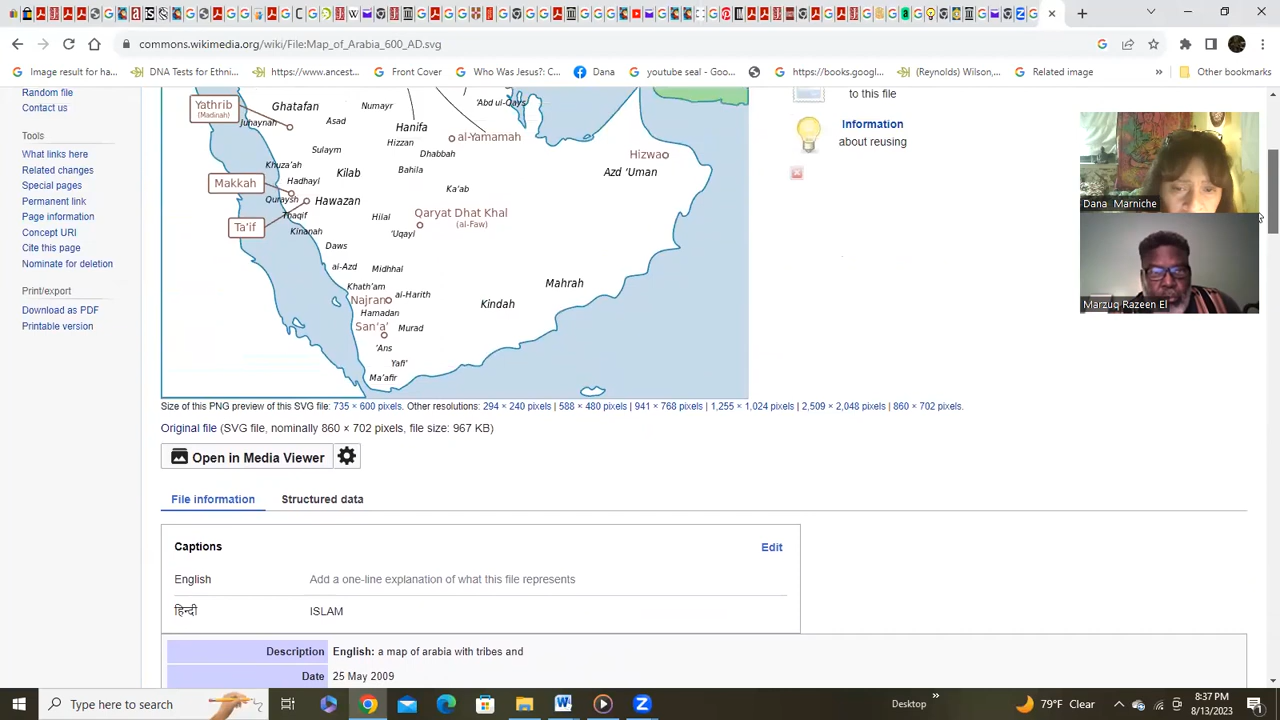 commons.wikimedia.org/wiki/File:Map_of_Arabia_600_AD.svg
Image result for ha...
DNA Tests for Ethni...
https://www.ancest...
Front Cover
Who Was Jesus?: C...
Dana
youtube seal - Goo...
https://books.googl...
(Reynolds) Wilson,...
Related image
»
Other bookmarks
Random file
Contact us
Tools
What links here
Related changes
Special pages
Permanent link
Page information
Concept URI
Cite this page
Nominate for deletion
Print/export
Download as PDF
Printable version
Yathrib
(Madinah)
Ghatafan
Numayr
'Abd ul-Qays
Junaynah
Asad
Hanifa
al-Yamamah
Hizzan
Sulaym
Dhabbah
Hizwa
Khuza'ah
Kilab
Bahila
Azd 'Uman
Makkah
Hadhayl
Ka'ab
Quraysh
Hawazan
Thaqif
Hilal
Qaryat Dhat Khal
(al-Faw)
Ta'if
Kinanah
'Uqayl
Daws
al-Azd
Midhhal
Mahrah
Khath'am
Najran
al-Harith
Kindah
Hamadan
San'a'
Murad
'Ans
Yafi'
Ma'afir
to this file
Information
about reusing
Dana Marniche
Marzuq Razeen El
Size of this PNG preview of this SVG file: 735 × 600 pixels. Other resolutions: 294 × 240 pixels | 588 × 480 pixels | 941 × 768 pixels | 1,255 × 1,024 pixels | 2,509 × 2,048 pixels | 860 × 702 pixels.
Original file (SVG file, nominally 860 × 702 pixels, file size: 967 KB)
Open in Media Viewer
File information
Structured data
Captions
Edit
English
Add a one-line explanation of what this file represents
हिन्दी
ISLAM
Description
English: a map of arabia with tribes and
Date
25 May 2009
Type here to search
Desktop
»
79°F Clear
8:37 PM
8/13/2023